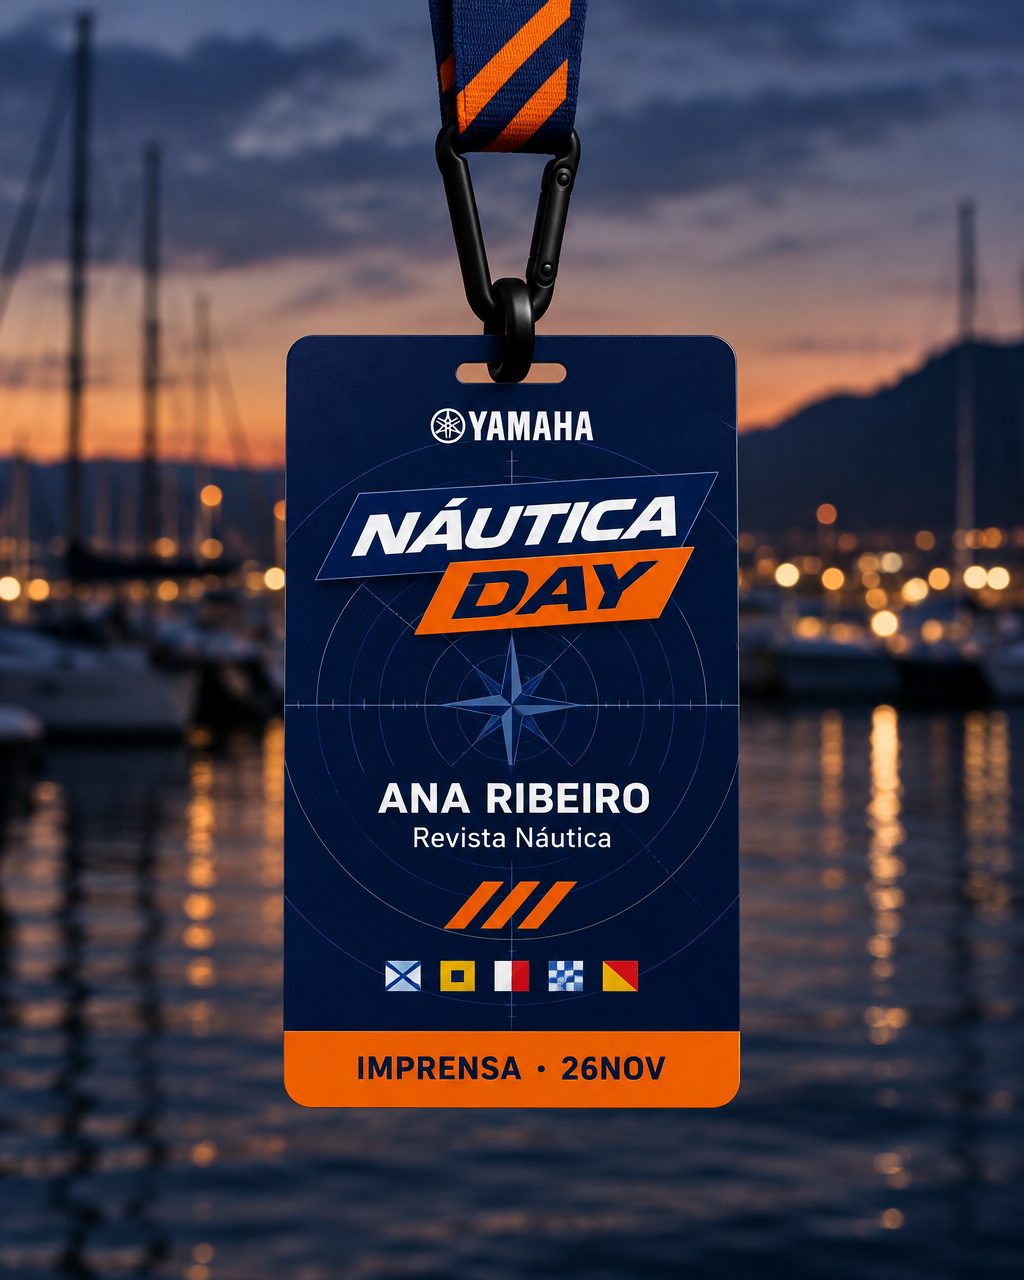 YAMAHA
NÁUTICA
DAY
ANA RIBEIRO
Revista Náutica
IMPRENSA · 26NOV